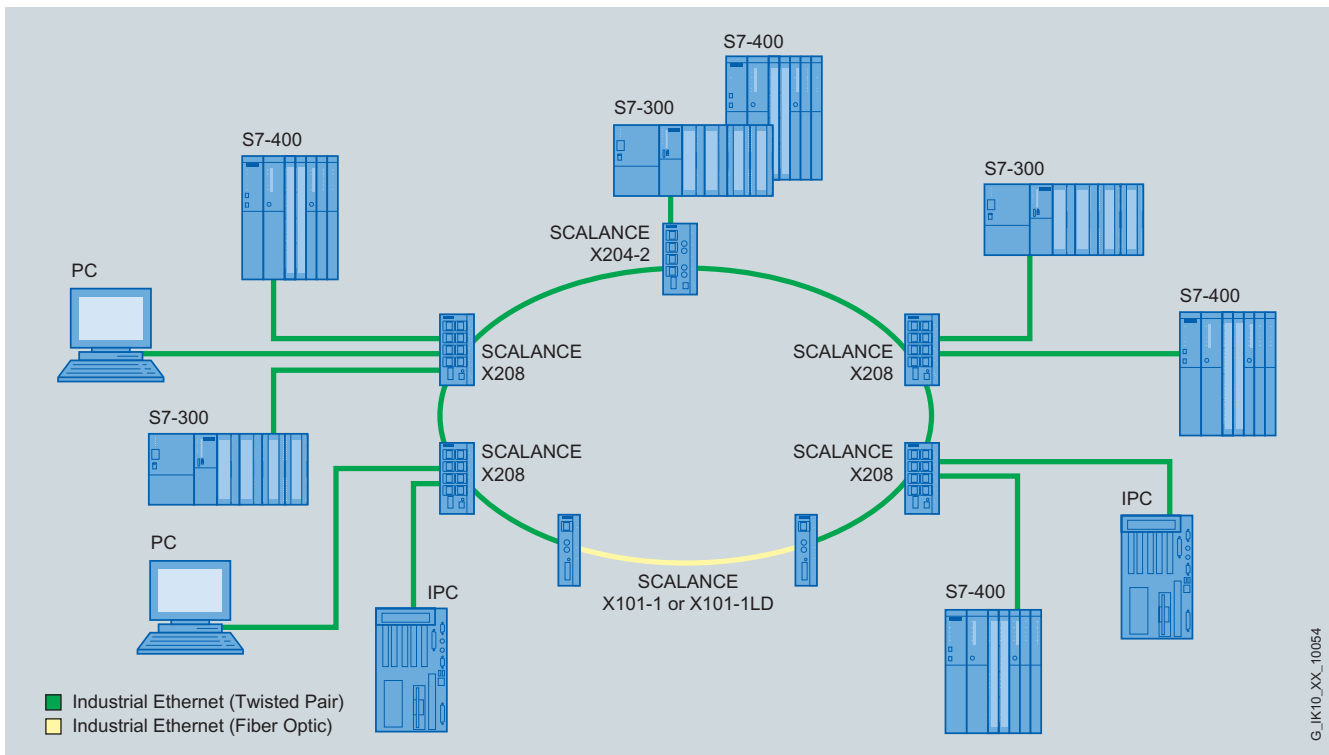 S7-400
S7-300
S7-400
S7-300
SCALANCE
X204-2
PC
S7-400
SCALANCE
X208
SCALANCE
X208
S7-300
SCALANCE
X208
SCALANCE
X208
IPC
PC
SCALANCE
X101-1 or X101-1LD
IPC
S7-400
Industrial Ethernet (Twisted Pair)
Industrial Ethernet (Fiber Optic)
G_IK10_XX_10054